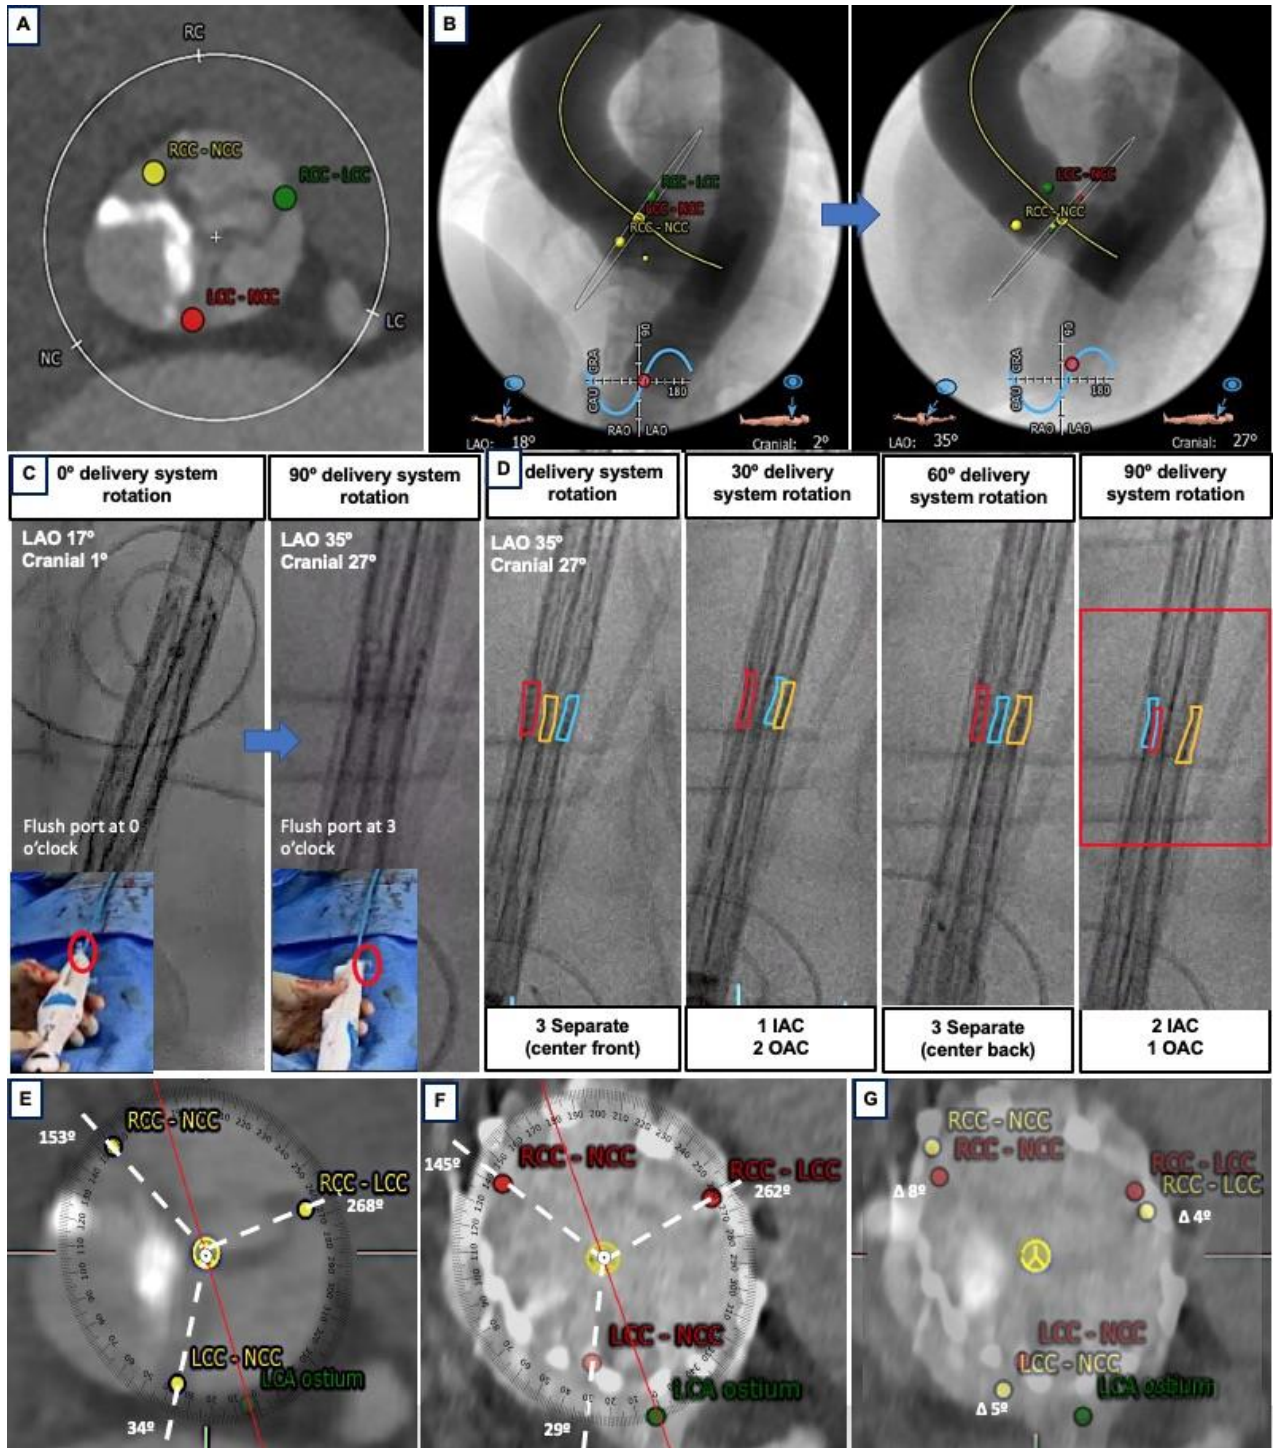 A
RC
RCC - NCC
RCC - LCC
LCC - NCC
NC
LC
B
RCC - LCC
LCC - NCC
RCC - NCC
90
CRA
CAU
180
RAO
LAO
LAO: 18º
Cranial: 2º
LCC - NCC
RCC - NCC
90
CRA
CAU
180
RAO
LAO
LAO: 35º
Cranial: 27º
C
0º delivery system
rotation
LAO 17º
Cranial 1º
Flush port at 0
o'clock
90º delivery system
rotation
LAO 35º
Cranial 27º
Flush port at 3
o'clock
D
delivery system
rotation
LAO 35º
Cranial 27º
3 Separate
(center front)
30º delivery
system rotation
1 IAC
2 OAC
60º delivery
system rotation
3 Separate
(center back)
90º delivery
system rotation
2 IAC
1 OAC
E
RCC - NCC
153º
RCC - LCC
268º
LCC - NCC
LCA ostium
34º
F
145º
RCC - NCC
RCC - LCC
262º
LCC - NCC
LCA ostium
29º
G
RCC - NCC
RCC - NCC
RCC - LCC
RCC - LCC
Δ 8º
Δ 4º
LCC - NCC
LCC - NCC
LCA ostium
Δ 5º